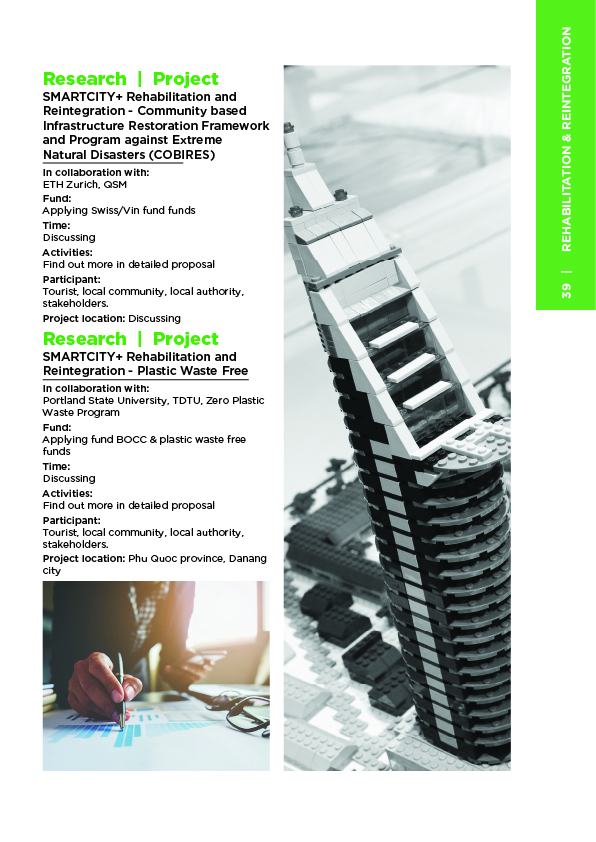 Research | Project
SMARTCITY+ Rehabilitation and
Reintegration - Community based
Infrastructure Restoration Framework
and Program against Extreme
Natural Disasters (COBIRES)
In collaboration with:
ETH Zurich, QSM
Fund:
Applying Swiss/Vin fund funds
Time:
Discussing
Activities:
Find out more in detailed proposal
Participant:
Tourist, local community, local authority,
stakeholders.
Project location: Discussing
Research | Project
SMARTCITY+ Rehabilitation and
Reintegration - Plastic Waste Free
In collaboration with:
Portland State University, TDTU, Zero Plastic
Waste Program
Fund:
Applying fund BOCC & plastic waste free
funds
Time:
Discussing
Activities:
Find out more in detailed proposal
Participant:
Tourist, local community, local authority,
stakeholders.
Project location: Phu Quoc province, Danang
city
39 | REHABILITATION & REINTEGRATION